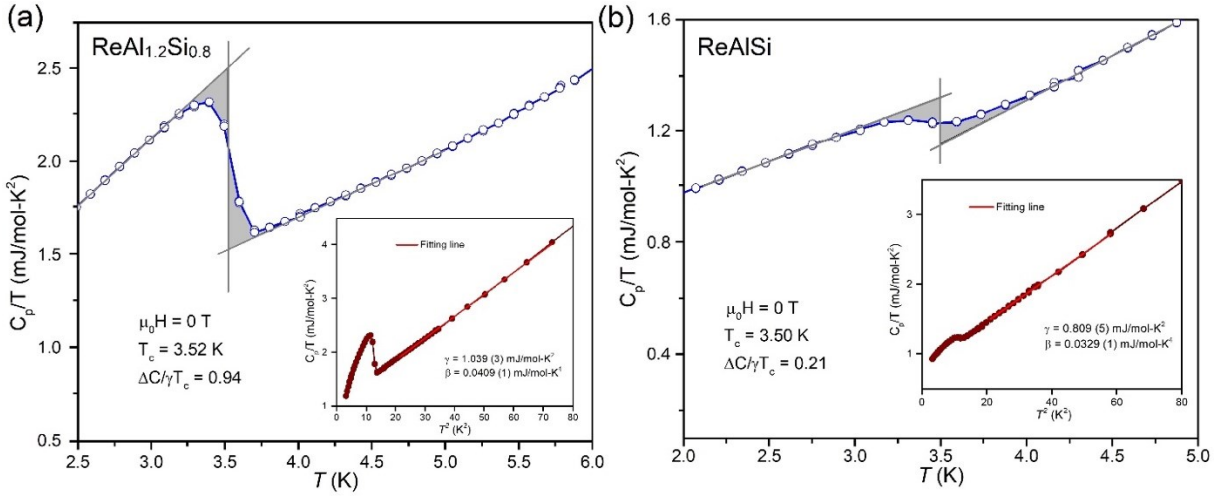 (a)
ReAl1.2Si0.8
Cp/T (mJ/mol-K²)
2.5
2.0
1.5
1.0
0.5
μ0H = 0 T
Tc = 3.52 K
ΔC/γTc = 0.94
Cp/T (mJ/mol-K²)
4
3
2
1
Fitting line
γ = 1.039 (3) mJ/mol-K²
β = 0.0409 (1) mJ/mol-K⁴
0 10 20 30 40 50 60 70 80
T² (K²)
2.5 3.0 3.5 4.0 4.5 5.0 5.5 6.0
T (K)
(b)
ReAlSi
Cp/T (mJ/mol-K²)
1.6
1.2
0.8
0.4
μ0H = 0 T
Tc = 3.50 K
ΔC/γTc = 0.21
Cp/T (mJ/mol-K²)
3
2
1
Fitting line
γ = 0.809 (5) mJ/mol-K²
β = 0.0329 (1) mJ/mol-K⁴
0 20 40 60 80
T² (K²)
2.0 2.5 3.0 3.5 4.0 4.5 5.0
T (K)